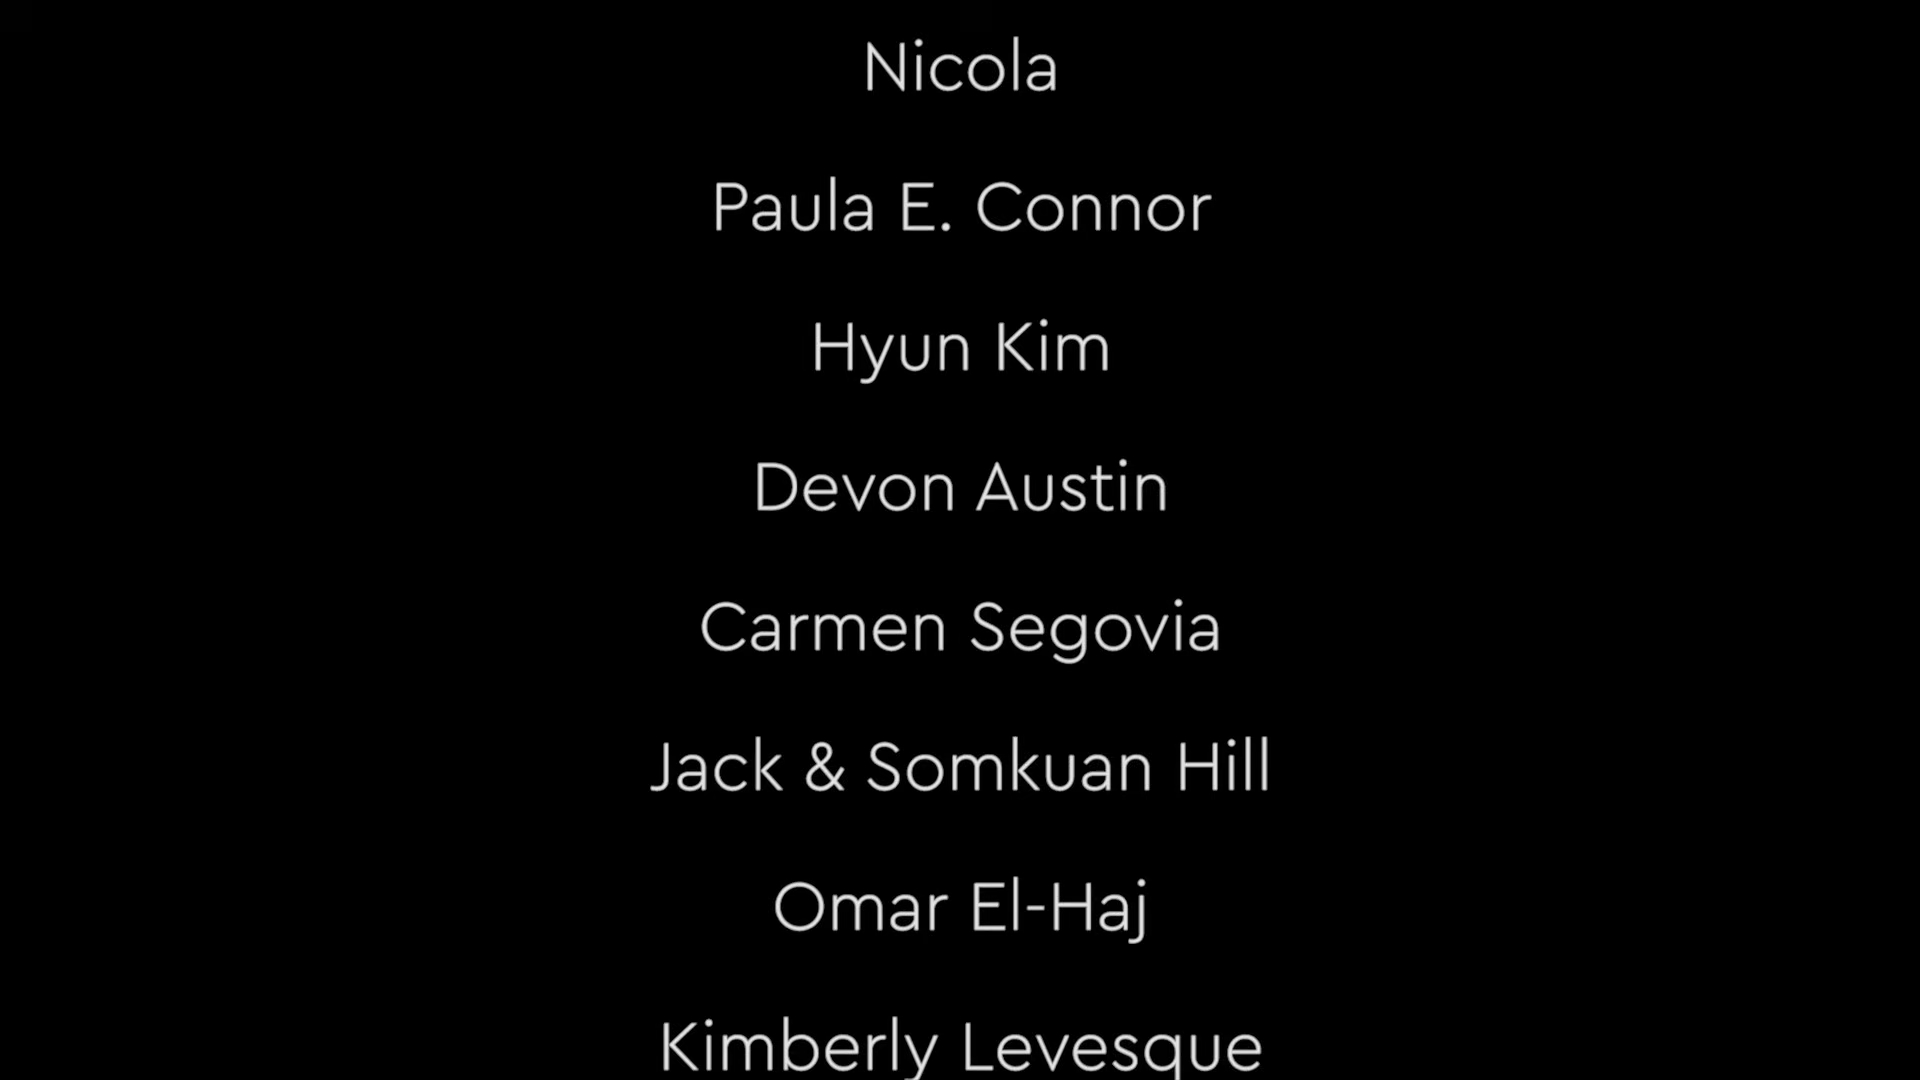 Nicola
Paula E. Connor
Hyun Kim
Devon Austin
Carmen Segovia
Jack & Somkuan Hill
Omar El-Haj
Kimberly Levesque